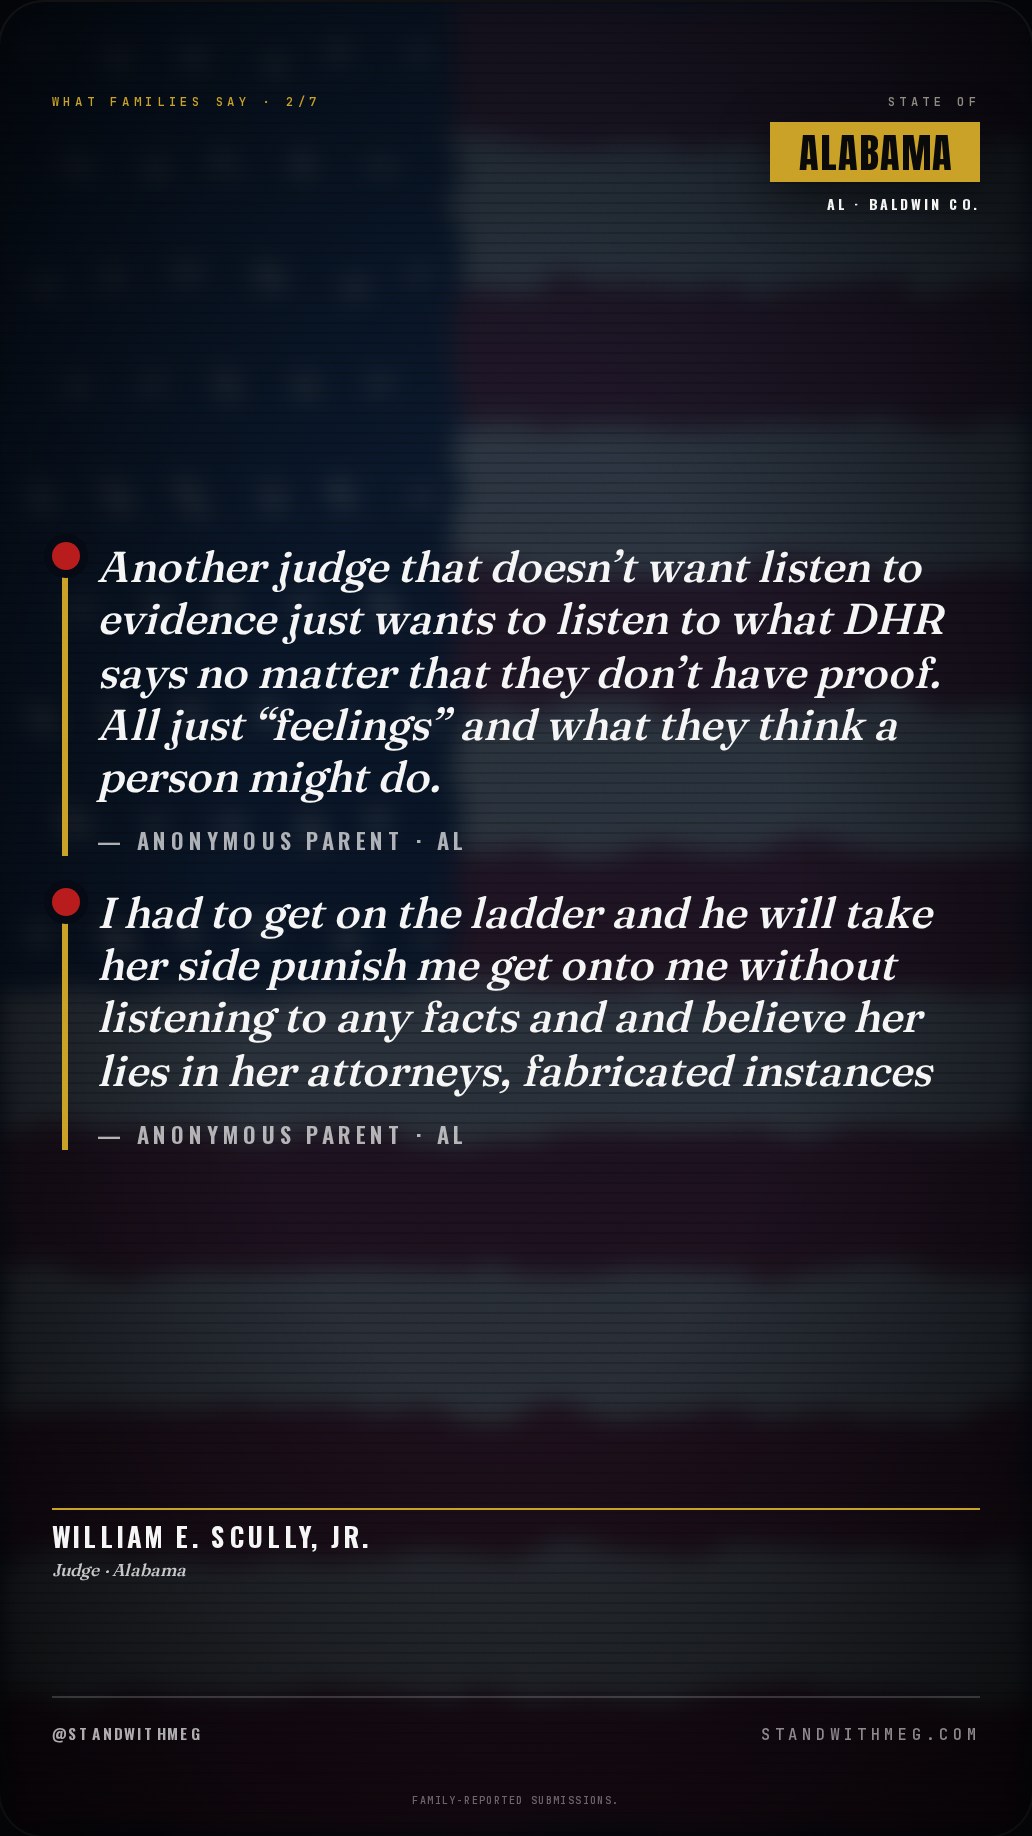 WHAT FAMILIES SAY · 2/7
STATE OF
ALABAMA
AL · BALDWIN CO.
Another judge that doesn’t want listen to
evidence just wants to listen to what DHR
says no matter that they don’t have proof.
All just “feelings” and what they think a
person might do.
— ANONYMOUS PARENT · AL
I had to get on the ladder and he will take
her side punish me get onto me without
listening to any facts and and believe her
lies in her attorneys, fabricated instances
— ANONYMOUS PARENT · AL
WILLIAM E. SCULLY, JR.
Judge · Alabama
@STANDWITHMEG
STANDWITHMEG.COM
FAMILY-REPORTED SUBMISSIONS.